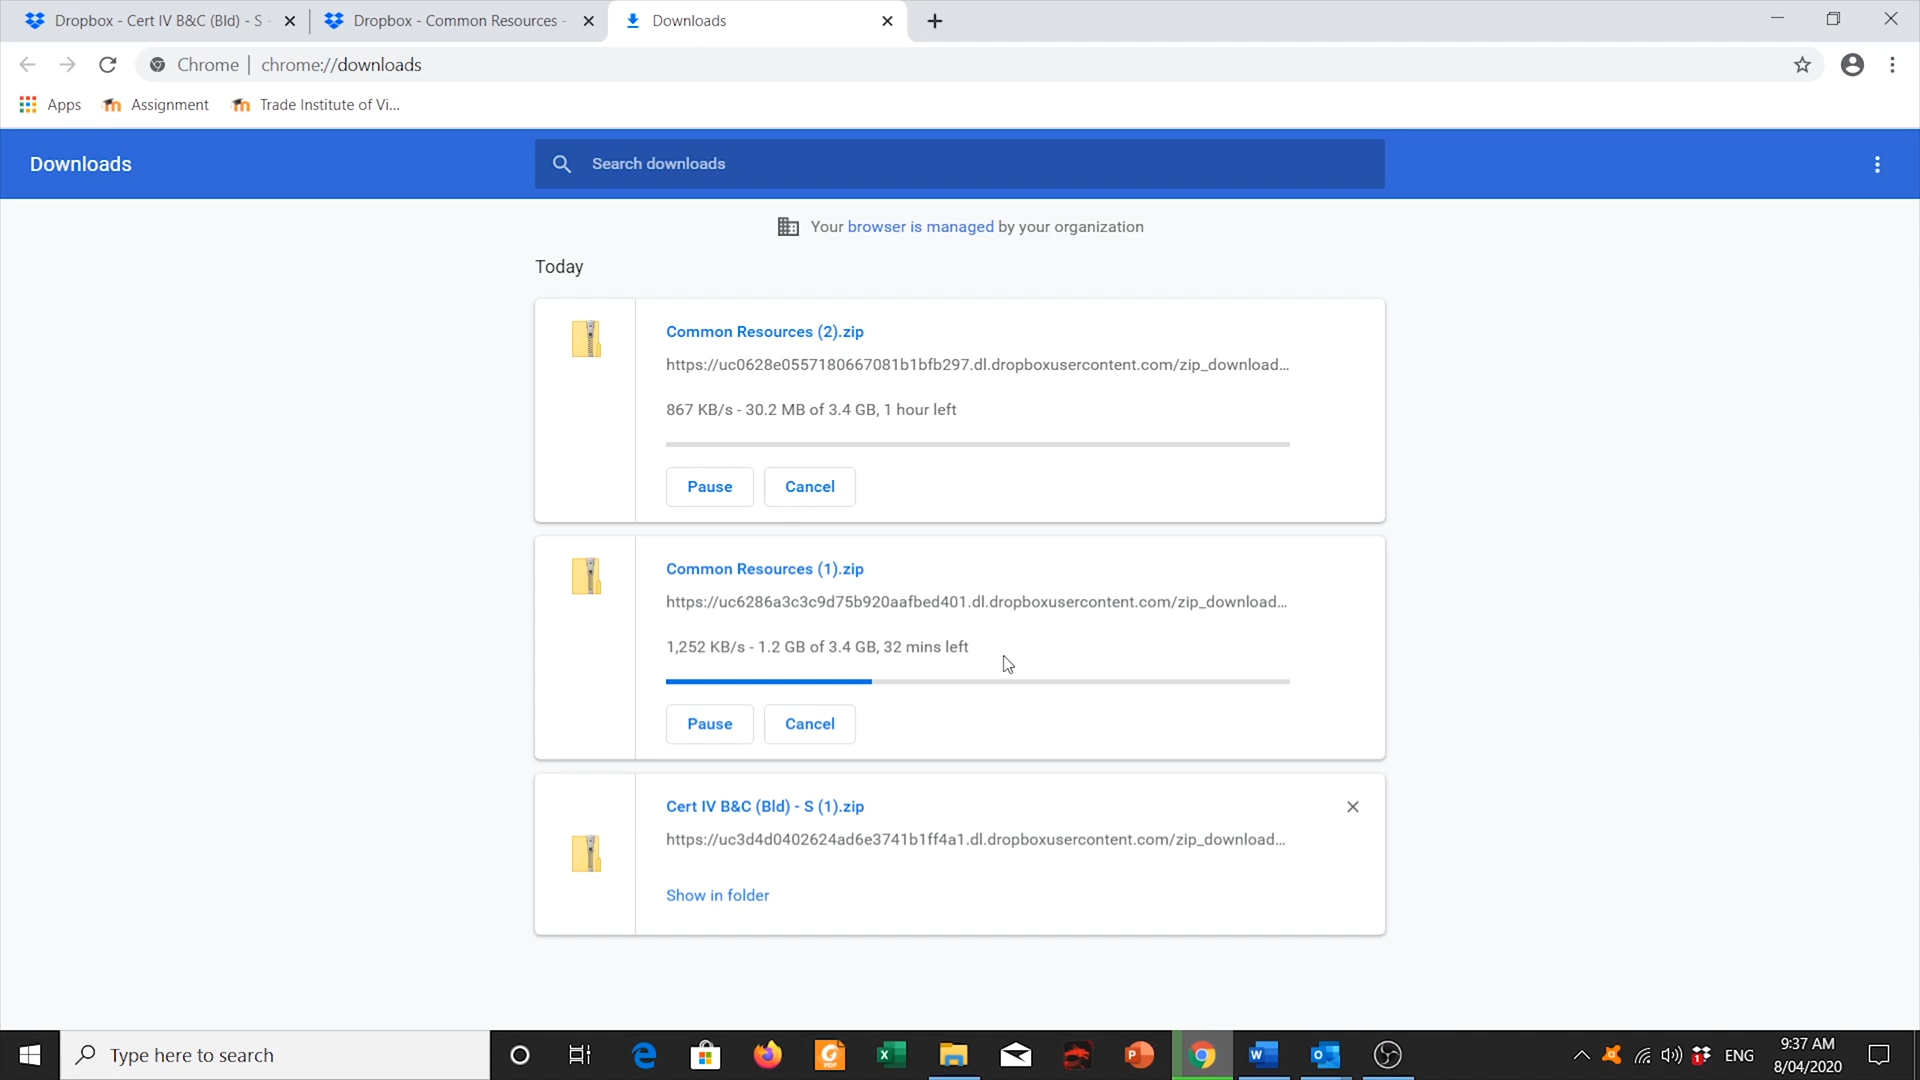 Dropbox - Cert IV B&C (Bld) - S -
Dropbox - Common Resources -
Downloads
Chrome | chrome://downloads
Apps
Assignment
Trade Institute of Vi...
Downloads
Search downloads
Your browser is managed by your organization
Today
Common Resources (2).zip
https://uc0628e0557180667081b1bfb297.dl.dropboxusercontent.com/zip_download...
867 KB/s - 30.2 MB of 3.4 GB, 1 hour left
Pause
Cancel
Common Resources (1).zip
https://uc6286a3c3c9d75b920aafbed401.dl.dropboxusercontent.com/zip_download...
1,252 KB/s - 1.2 GB of 3.4 GB, 32 mins left
Pause
Cancel
Cert IV B&C (Bld) - S (1).zip
https://uc3d4d0402624ad6e3741b1ff4a1.dl.dropboxusercontent.com/zip_download...
Show in folder
Type here to search
ENG
9:37 AM
8/04/2020